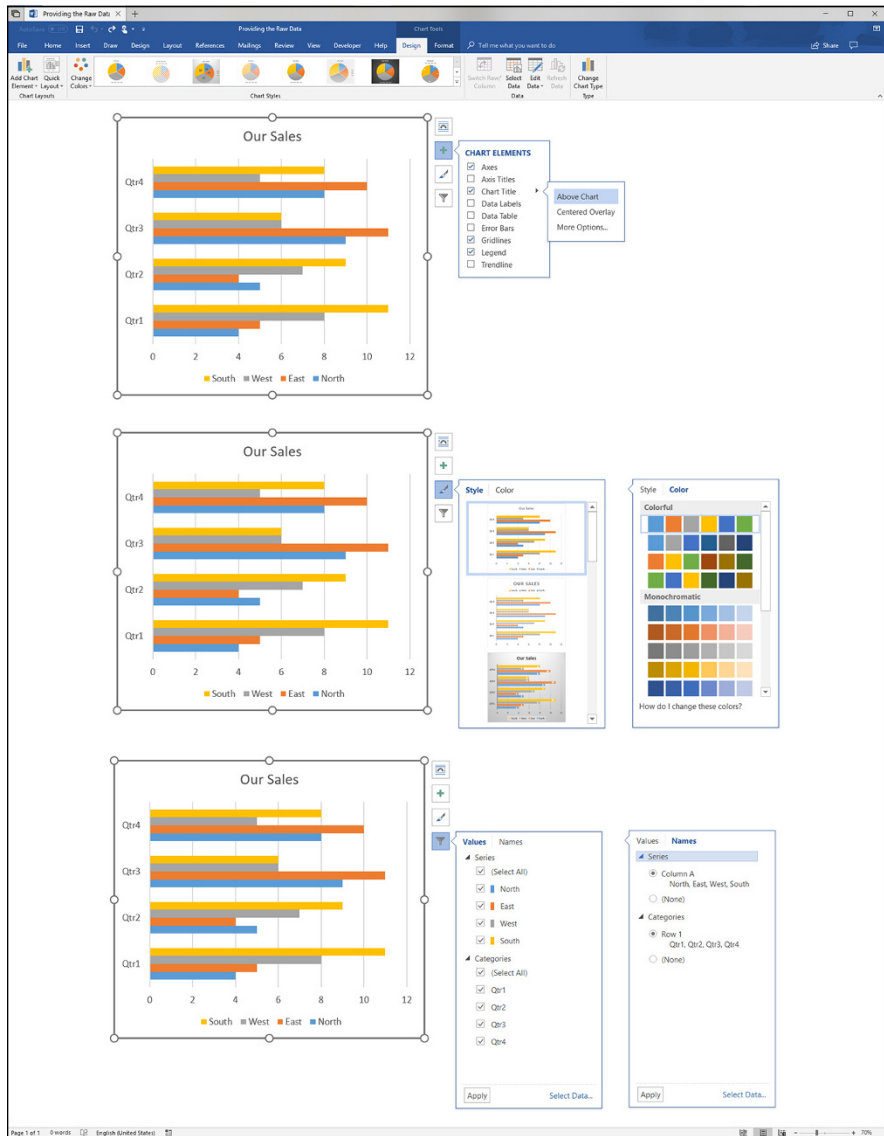 Providing the Raw Data
Providing the Raw Data
Chart Tools
File Home Insert Draw Design Layout References Mailings Review View Developer Help Design Format Tell me what you want to do Share
Add Chart Element
Quick Layout
Change Colors
Switch Row/ Column
Select Data
Edit Data
Refresh Data
Change Chart Type
Chart Layouts
Chart Styles
Data
Type
Our Sales
Qtr4
Qtr3
Qtr2
Qtr1
0 2 4 6 8 10 12
South West East North
CHART ELEMENTS
Axes
Axis Titles
Chart Title
Data Labels
Data Table
Error Bars
Gridlines
Legend
Trendline
Above Chart
Centered Overlay
More Options...
Our Sales
Qtr4
Qtr3
Qtr2
Qtr1
0 2 4 6 8 10 12
South West East North
Style Color
Our Sales
OUR SALES
Our Sales
Style Color
Colorful
Monochromatic
How do I change these colors?
Our Sales
Qtr4
Qtr3
Qtr2
Qtr1
0 2 4 6 8 10 12
South West East North
Values Names
Series
(Select All)
North
East
West
South
Categories
(Select All)
Qtr1
Qtr2
Qtr3
Qtr4
Apply Select Data...
Values Names
Series
Column A
North, East, West, South
(None)
Categories
Row 1
Qtr1, Qtr2, Qtr3, Qtr4
(None)
Apply Select Data...
Page 1 of 1 0 words English (United States) 70%